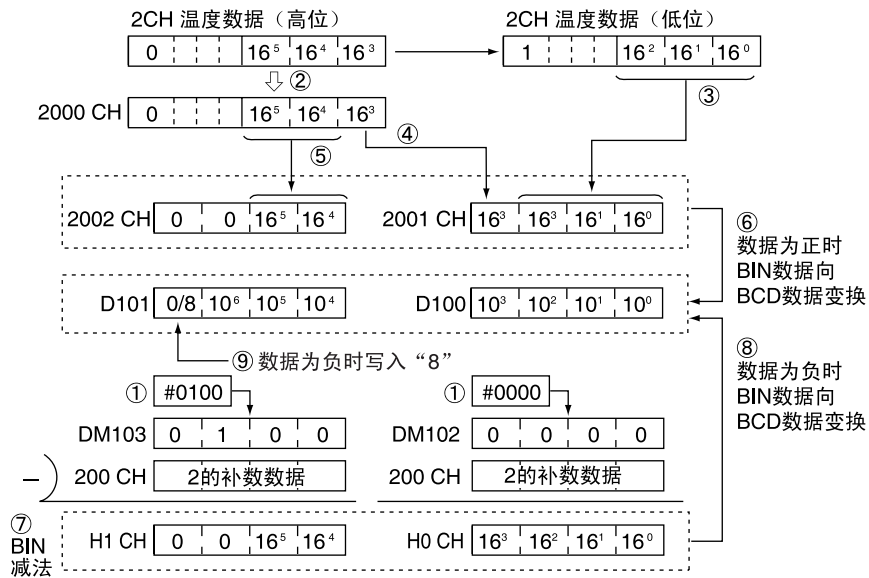 2CH 温度数据（高位） 2CH 温度数据（低位）
0 16⁵ 16⁴ 16³ 1 16² 16¹ 16⁰
② ③
2000 CH 0 16⁵ 16⁴ 16³
④
⑤
2002 CH 0 0 16⁵ 16⁴ 2001 CH 16³ 16³ 16¹ 16⁰
⑥
数据为正时
BIN数据向
BCD数据变换
D101 0/8 10⁶ 10⁵ 10⁴ D100 10³ 10² 10¹ 10⁰
⑨ 数据为负时写入“8”
⑧
数据为负时
BIN数据向
BCD数据变换
① #0100 ① #0000
DM103 0 1 0 0 DM102 0 0 0 0
— 200 CH 2的补数数据 200 CH 2的补数数据
⑦
BIN
减法
H1 CH 0 0 16⁵ 16⁴ H0 CH 16³ 16² 16¹ 16⁰